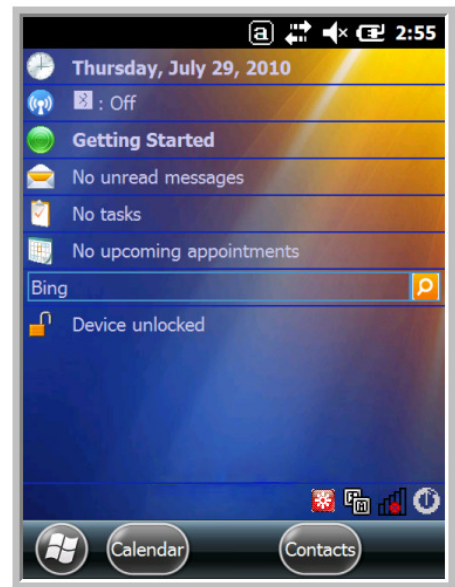 a 2:55
Thursday, July 29, 2010
: Off
Getting Started
No unread messages
No tasks
No upcoming appointments
Bing
Device unlocked
Calendar Contacts